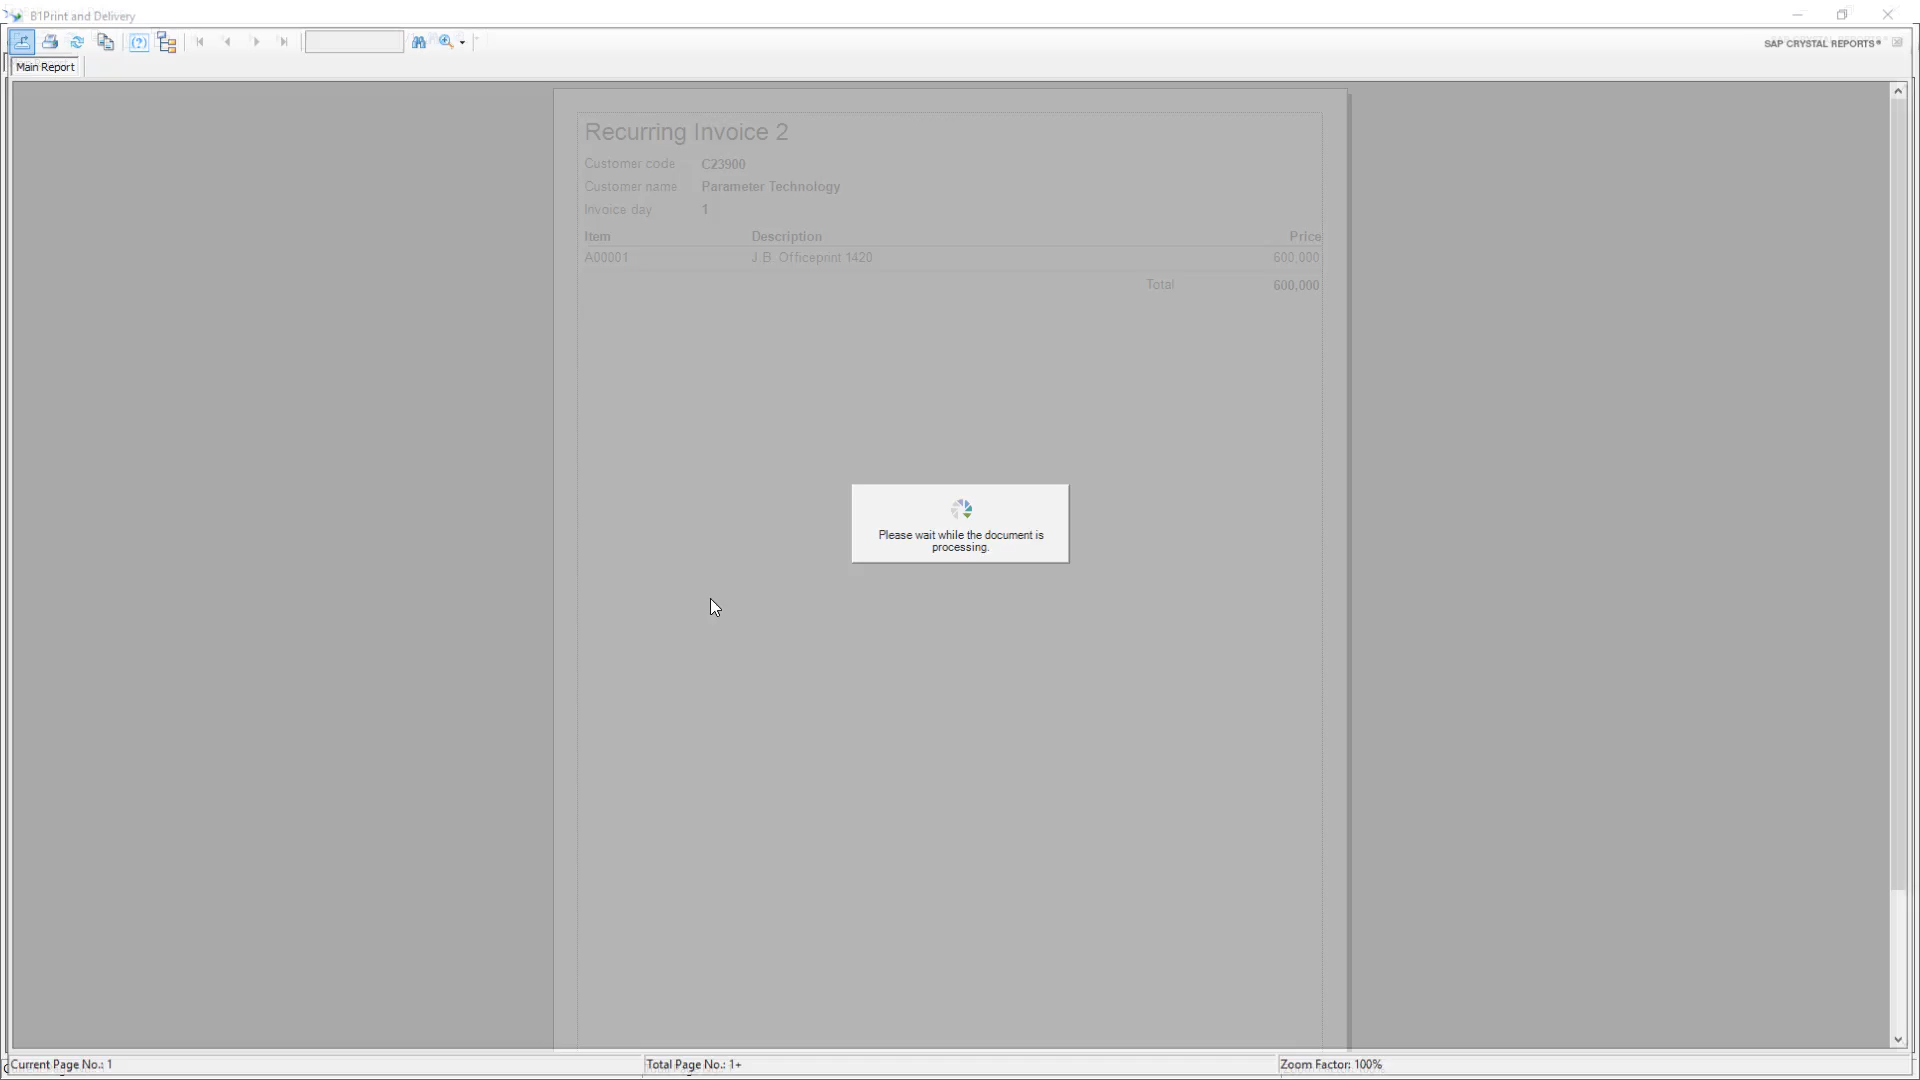 B1Print and Delivery
SAP CRYSTAL REPORTS®
Main Report
Recurring Invoice 2
Customer code C23900
Customer name Parameter Technology
Invoice day 1
Item Description Price
A00001 J.B. Officeprint 1420 600,000
Total 600,000
Please wait while the document is
processing.
Current Page No.: 1 Total Page No.: 1+ Zoom Factor: 100%